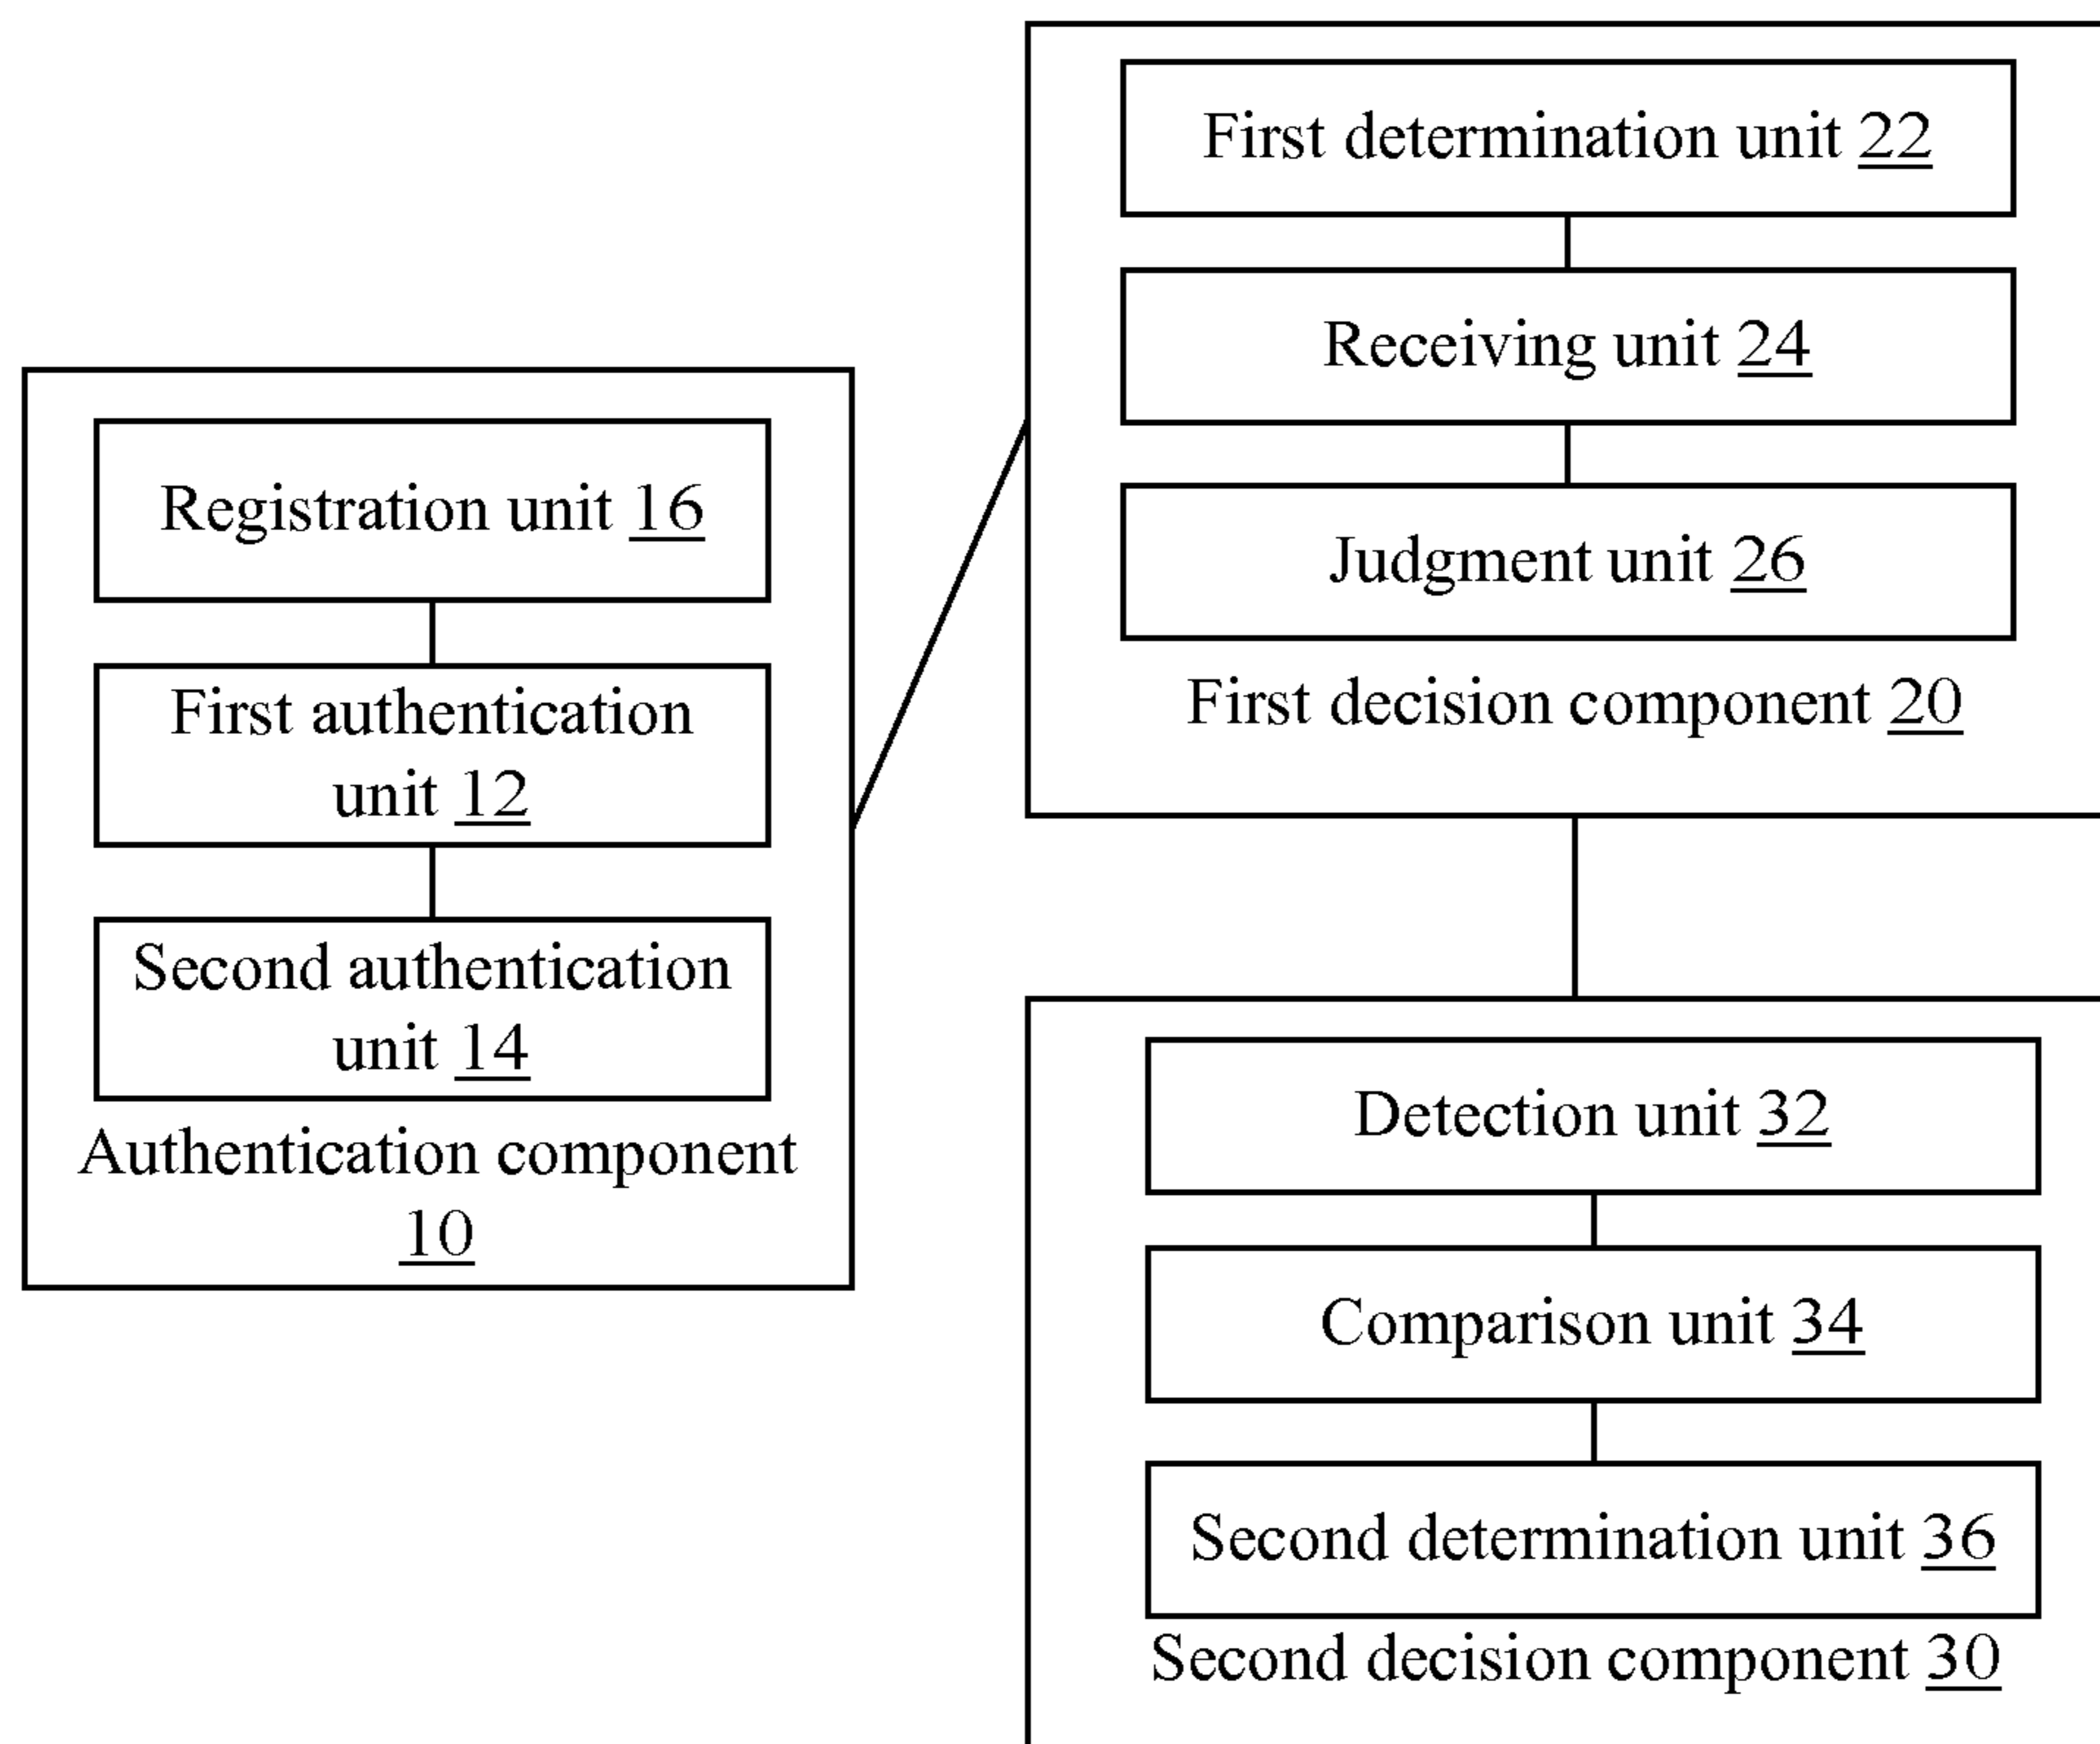 Registration unit 16
First authentication
unit 12
Second authentication
unit 14
Authentication component
10
First determination unit 22
Receiving unit 24
Judgment unit 26
First decision component 20
Detection unit 32
Comparison unit 34
Second determination unit 36
Second decision component 30